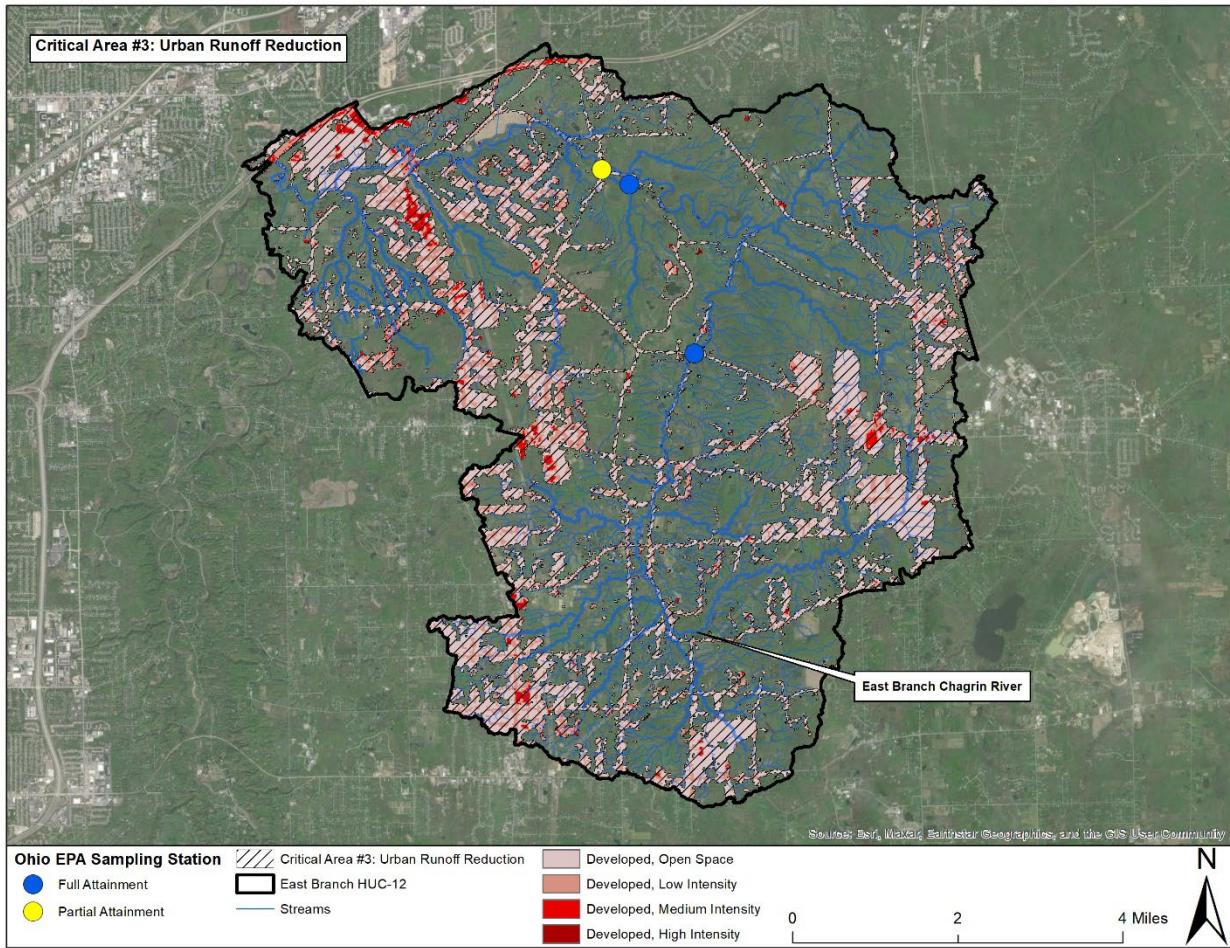 Critical Area #3: Urban Runoff Reduction
East Branch Chagrin River
Source: Esri, Maxar, Earthstar Geographics, and the GIS User Community
Ohio EPA Sampling Station
Full Attainment
Partial Attainment
Critical Area #3: Urban Runoff Reduction
East Branch HUC-12
Streams
Developed, Open Space
Developed, Low Intensity
Developed, Medium Intensity
Developed, High Intensity
0 2 4 Miles
N